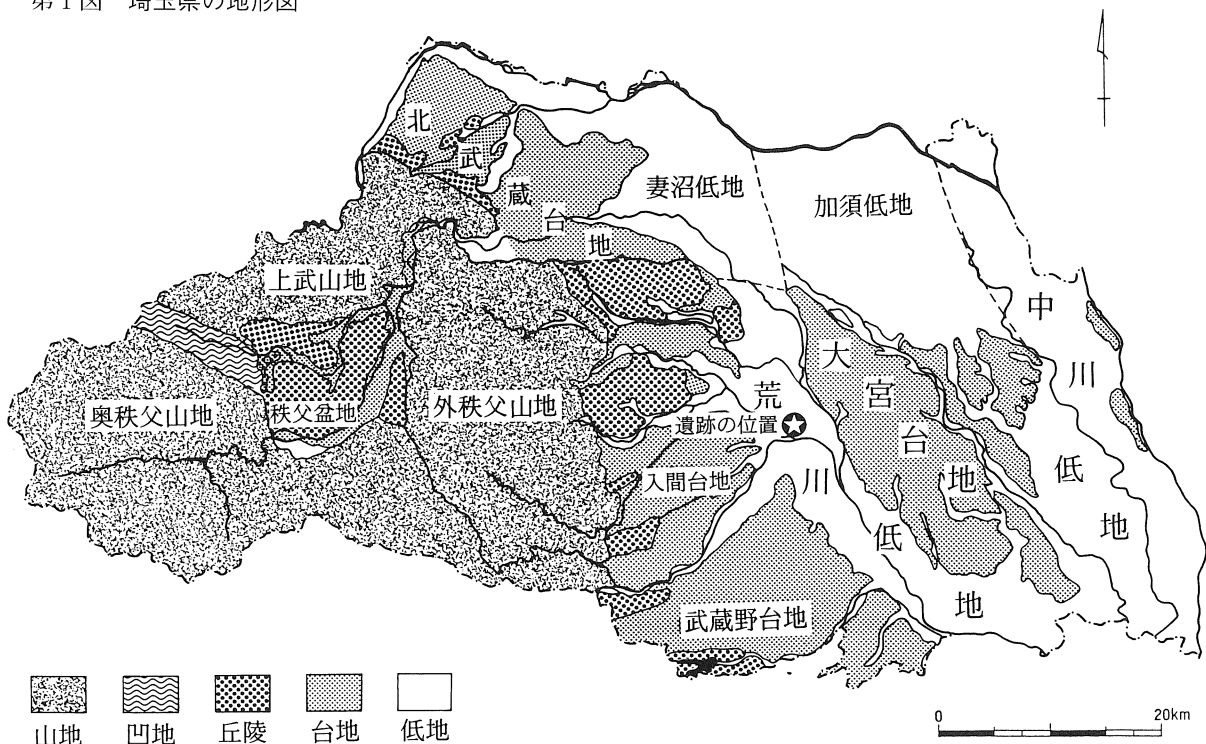 第1図 埼玉県の地形図
北武蔵台地
妻沼低地
加須低地
上武山地
中川低地
大宮台地
荒川低地
奥秩父山地
秩父盆地
外秩父山地
遺跡の位置
入間台地
武蔵野台地
山地 凹地 丘陵 台地 低地
0 20km